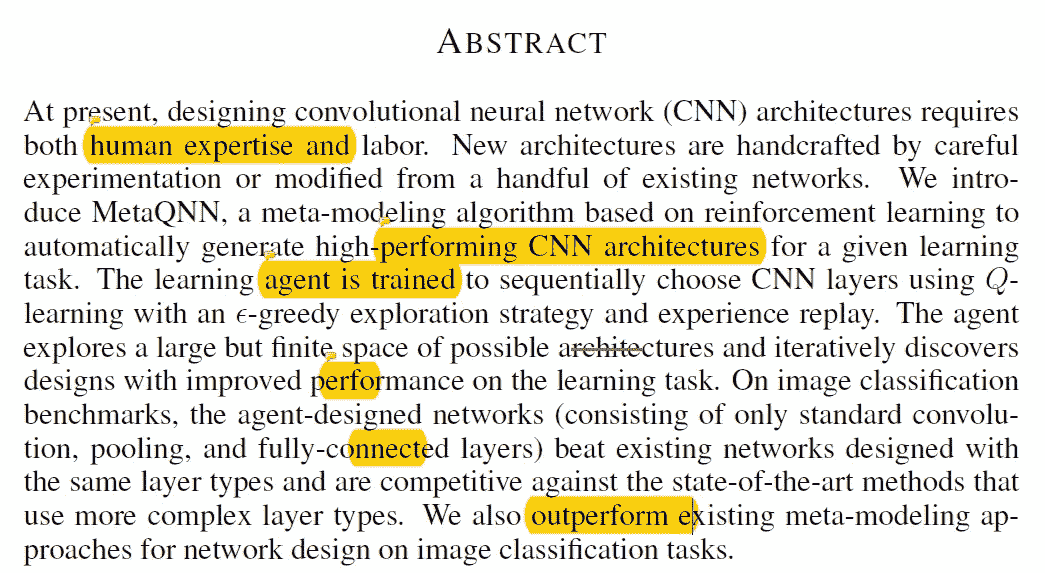 ABSTRACT
At present, designing convolutional neural network (CNN) architectures requires
both human expertise and labor. New architectures are handcrafted by careful
experimentation or modified from a handful of existing networks. We intro-
duce MetaQNN, a meta-modeling algorithm based on reinforcement learning to
automatically generate high-performing CNN architectures for a given learning
task. The learning agent is trained to sequentially choose CNN layers using Q-
learning with an ϵ-greedy exploration strategy and experience replay. The agent
explores a large but finite space of possible architectures and iteratively discovers
designs with improved performance on the learning task. On image classification
benchmarks, the agent-designed networks (consisting of only standard convolu-
tion, pooling, and fully-connected layers) beat existing networks designed with
the same layer types and are competitive against the state-of-the-art methods that
use more complex layer types. We also outperform existing meta-modeling ap-
proaches for network design on image classification tasks.